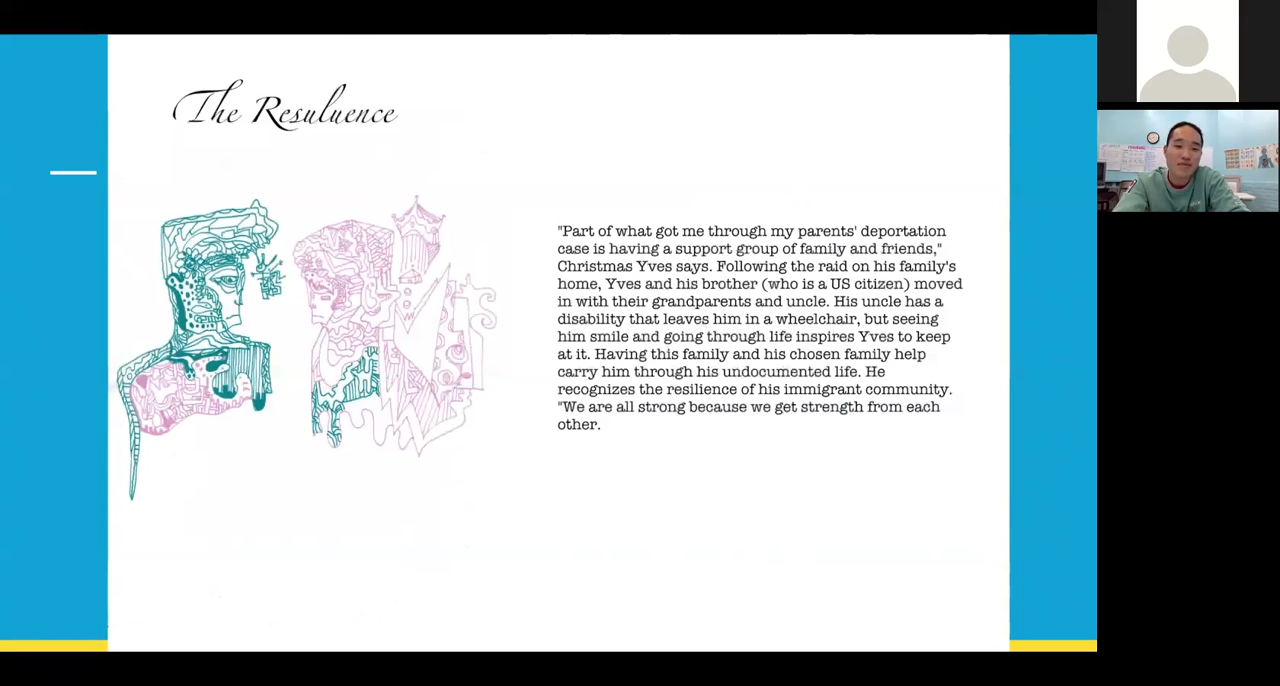 The Resuluence
"Part of what got me through my parents' deportation
case is having a support group of family and friends,"
Christmas Yves says. Following the raid on his family's
home, Yves and his brother (who is a US citizen) moved
in with their grandparents and uncle. His uncle has a
disability that leaves him in a wheelchair, but seeing
him smile and going through life inspires Yves to keep
at it. Having this family and his chosen family help
carry him through his undocumented life. He
recognizes the resilience of his immigrant community.
"We are all strong because we get strength from each
other.